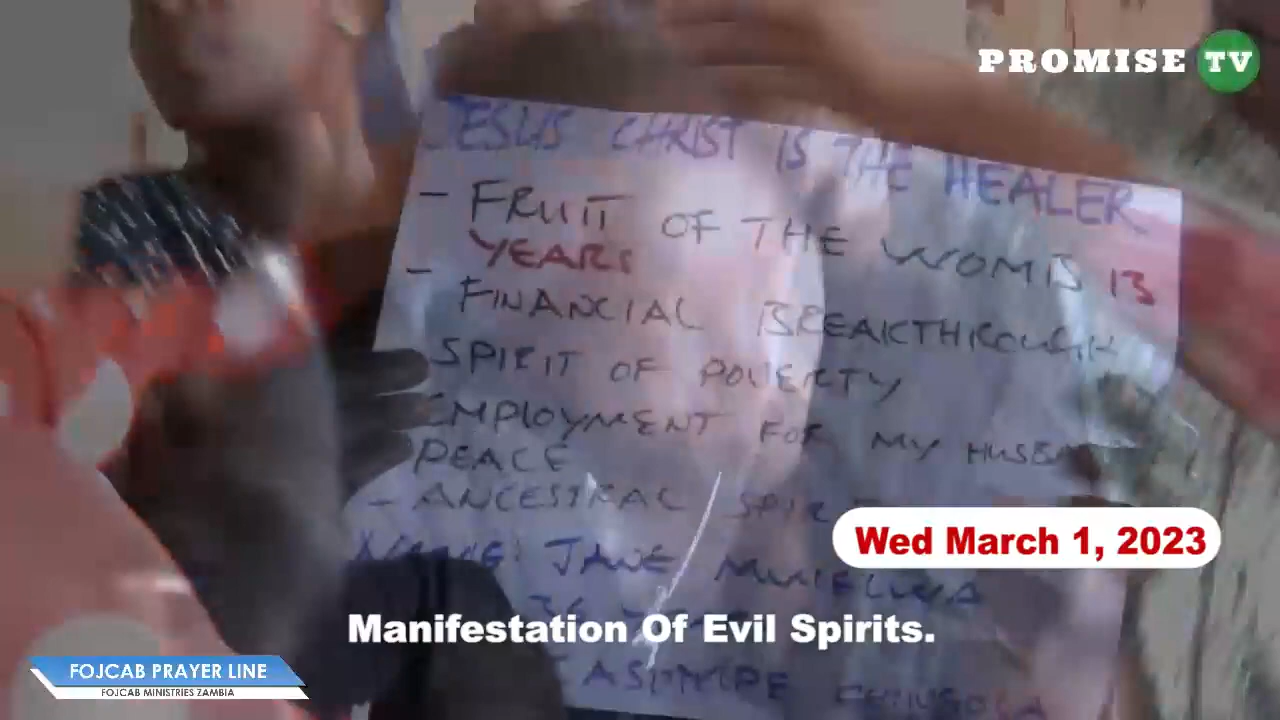 PROMISE TV
JESUS CHRIST IS THE HEALER
- FRUIT OF THE WOMB 13
YEARS
- FINANCIAL BREAKTHROUGH
SPIRIT OF POVERTY
EMPLOYMENT FOR MY
PEACE
- ANCESTRAL
Wed March 1, 2023
JANE
Manifestation Of Evil Spirits.
FOJCAB PRAYER LINE
FOJCAB MINISTRIES ZAMBIA